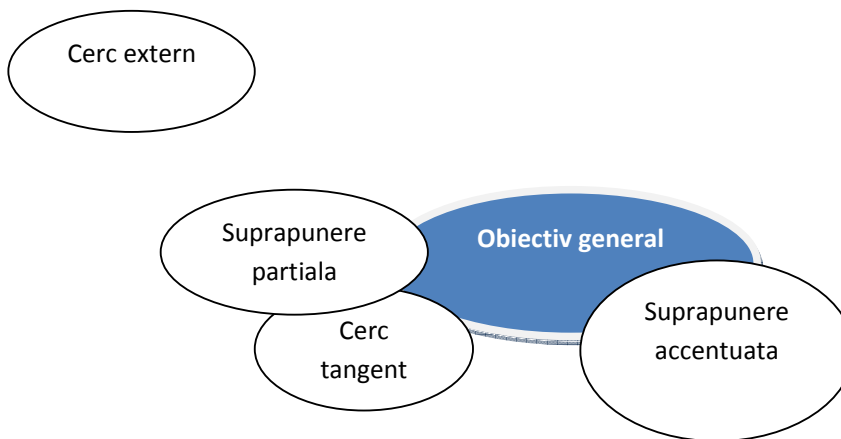 Cerc extern
Suprapunere
partiala
Obiectiv general
Cerc
tangent
Suprapunere
accentuata